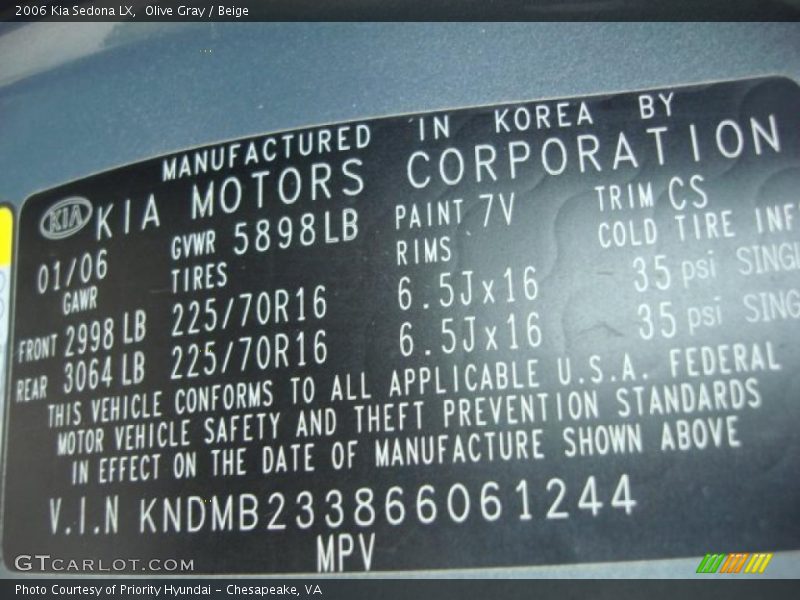 2006 Kia Sedona LX, Olive Gray / Beige
MANUFACTURED IN KOREA BY
KIA KIA MOTORS CORPORATION
01/06 GVWR 5898LB PAINT 7V TRIM CS
GAWR TIRES RIMS COLD TIRE INF
FRONT 2998 LB 225/70R16 6.5Jx16 35 psi SINGL
REAR 3064 LB 225/70R16 6.5Jx16 35 psi SING
THIS VEHICLE CONFORMS TO ALL APPLICABLE U.S.A. FEDERAL
MOTOR VEHICLE SAFETY AND THEFT PREVENTION STANDARDS
IN EFFECT ON THE DATE OF MANUFACTURE SHOWN ABOVE
V.I.N KNDMB233866061244
MPV
GTCARLOT.COM
Photo Courtesy of Priority Hyundai - Chesapeake, VA